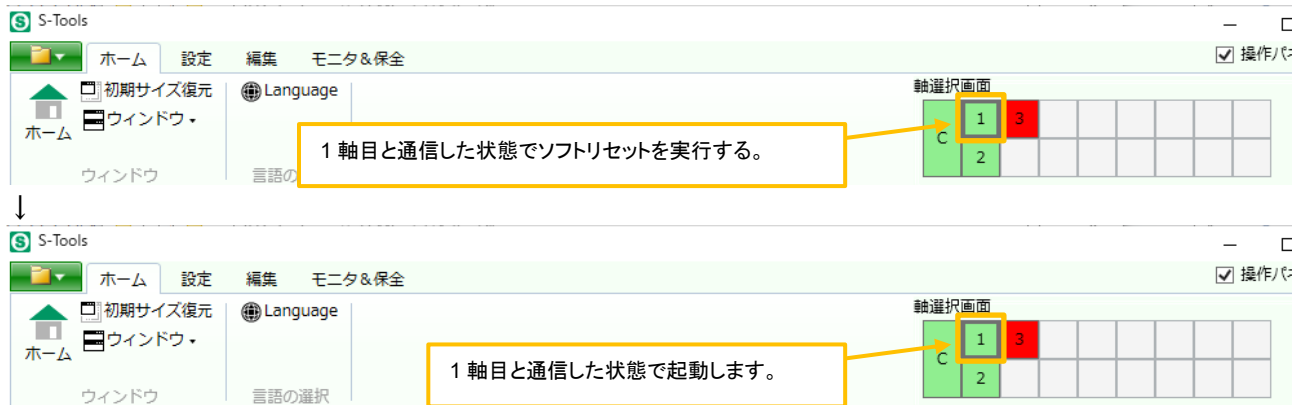 S S-Tools
ホーム 設定 編集 モニタ&保全 操作パネ
初期サイズ復元 Language 軸選択画面
ホーム ウィンドウ
C 1 3
2
1 軸目と通信した状態でソフトリセットを実行する。
ウィンドウ 言語の
↓
S S-Tools
ホーム 設定 編集 モニタ&保全 操作パネ
初期サイズ復元 Language 軸選択画面
ホーム ウィンドウ
C 1 3
2
1 軸目と通信した状態で起動します。
ウィンドウ 言語の選択